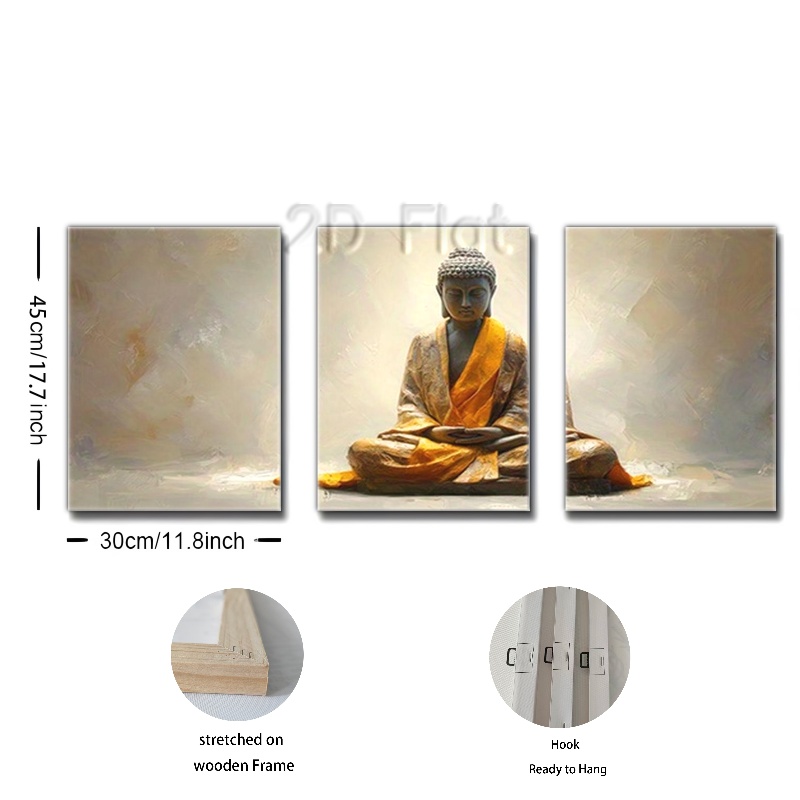 2D Flat
45cm/17.7inch
30cm/11.8inch
stretched on
wooden Frame
Hook
Ready to Hang